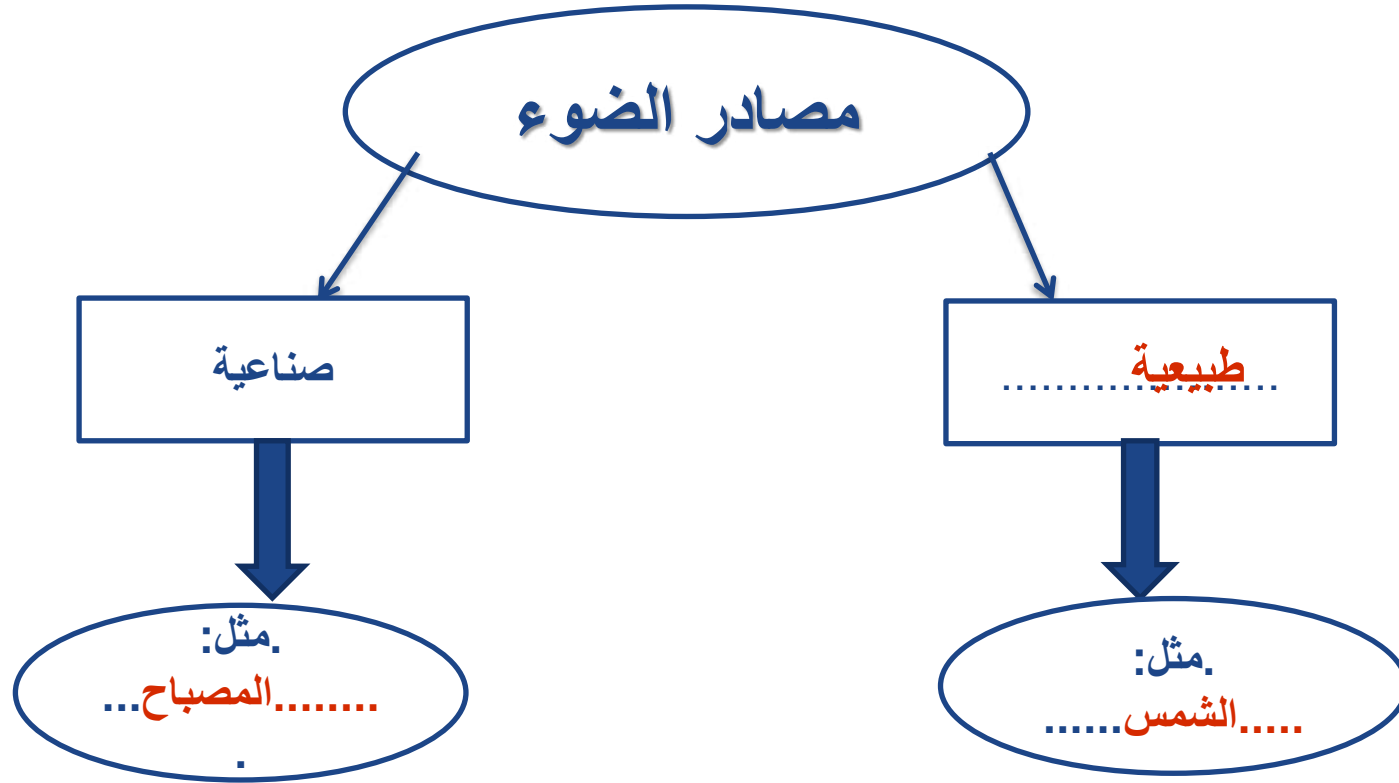 مصادر الضوء
طبيعية......................
صناعية
.مثل:
.....الشمس......
.مثل:
........المصباح...
.